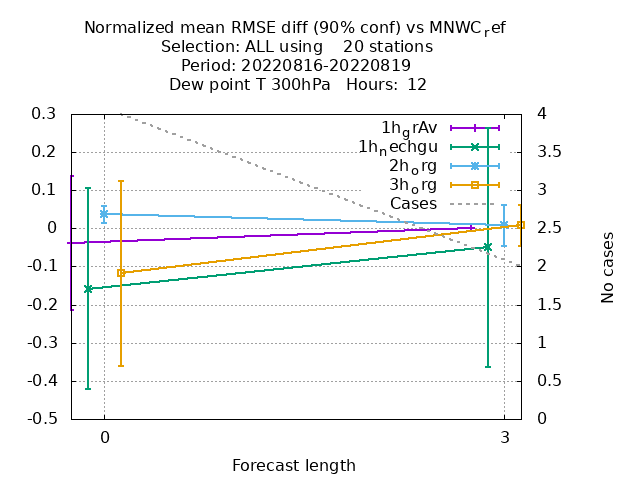 Normalized mean RMSE diff (90% conf) vs MNWC_ref
Selection: ALL using 20 stations
Period: 20220816-20220819
Dew point T 300hPa Hours: 12
0.3
0.2
0.1
0
-0.1
-0.2
-0.3
-0.4
-0.5
4
3.5
3
2.5
2
1.5
1
0.5
0
1h_grAv
1h_nechgu
2h_org
3h_org
Cases
No cases
0
3
Forecast length